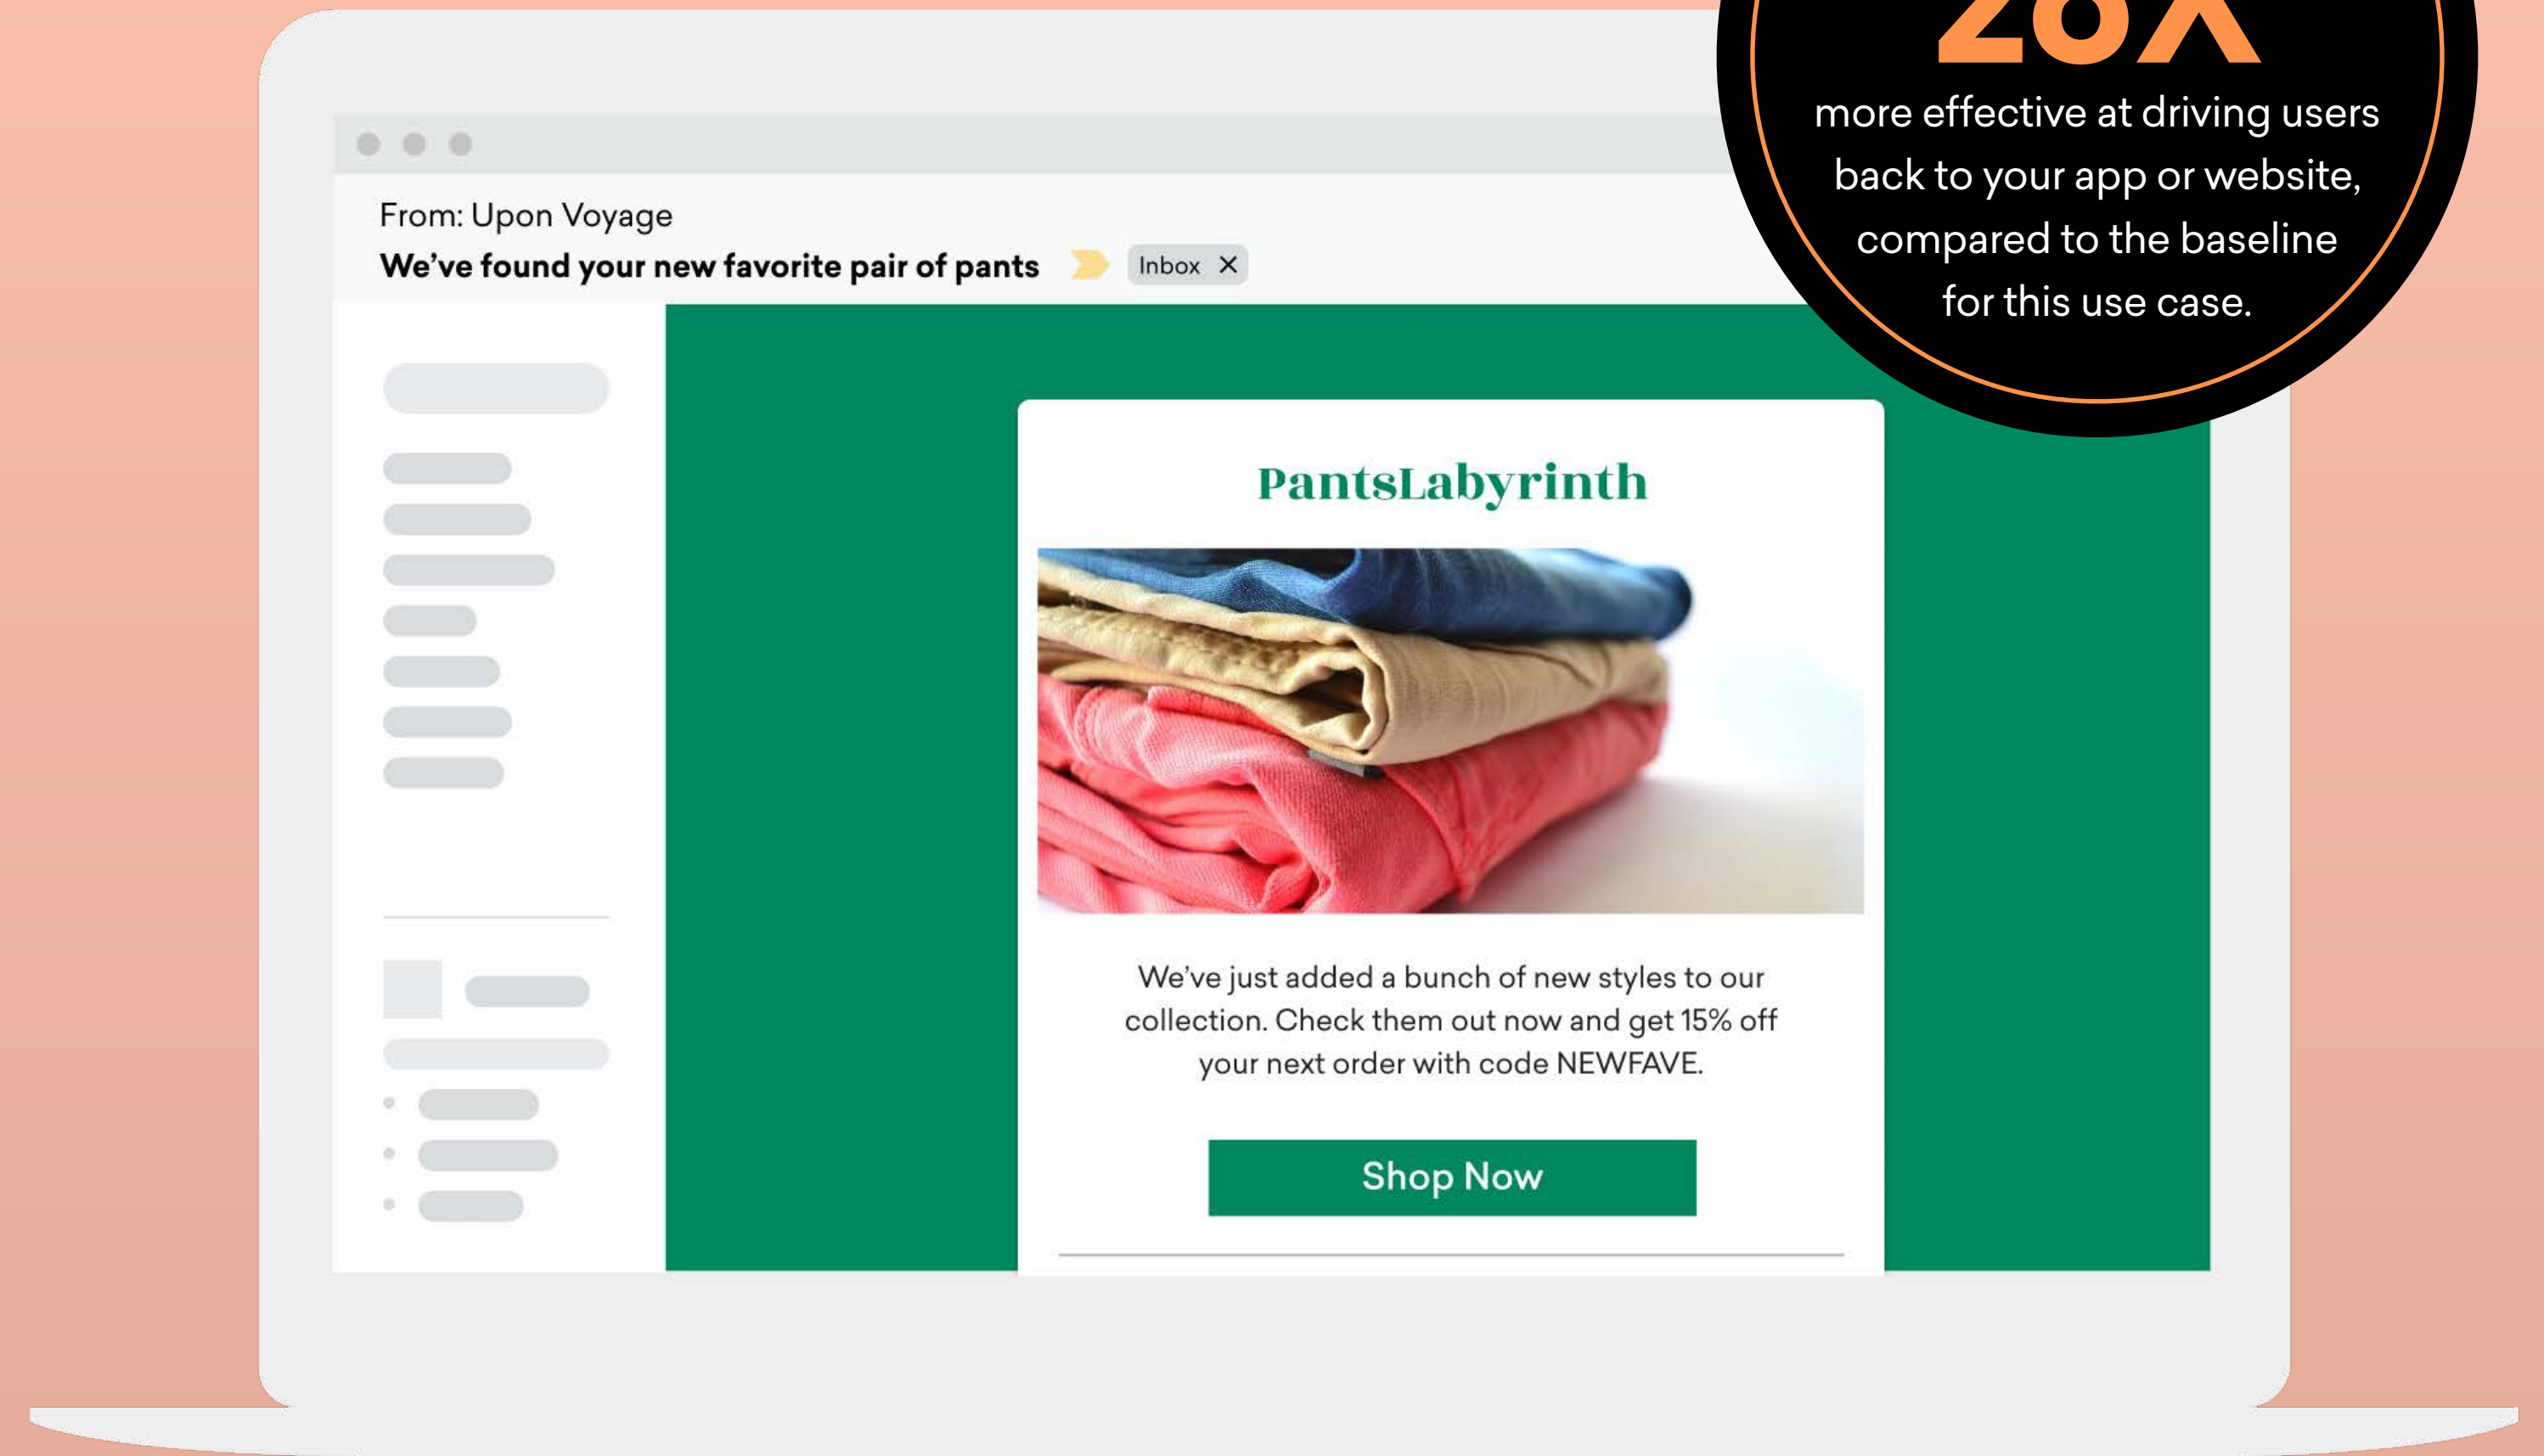 more effective at driving users
back to your app or website,
compared to the baseline
for this use case.
From: Upon Voyage
We've found your new favorite pair of pants Inbox X
PantsLabyrinth
We've just added a bunch of new styles to our
collection. Check them out now and get 15% off
your next order with code NEWFAVE.
Shop Now